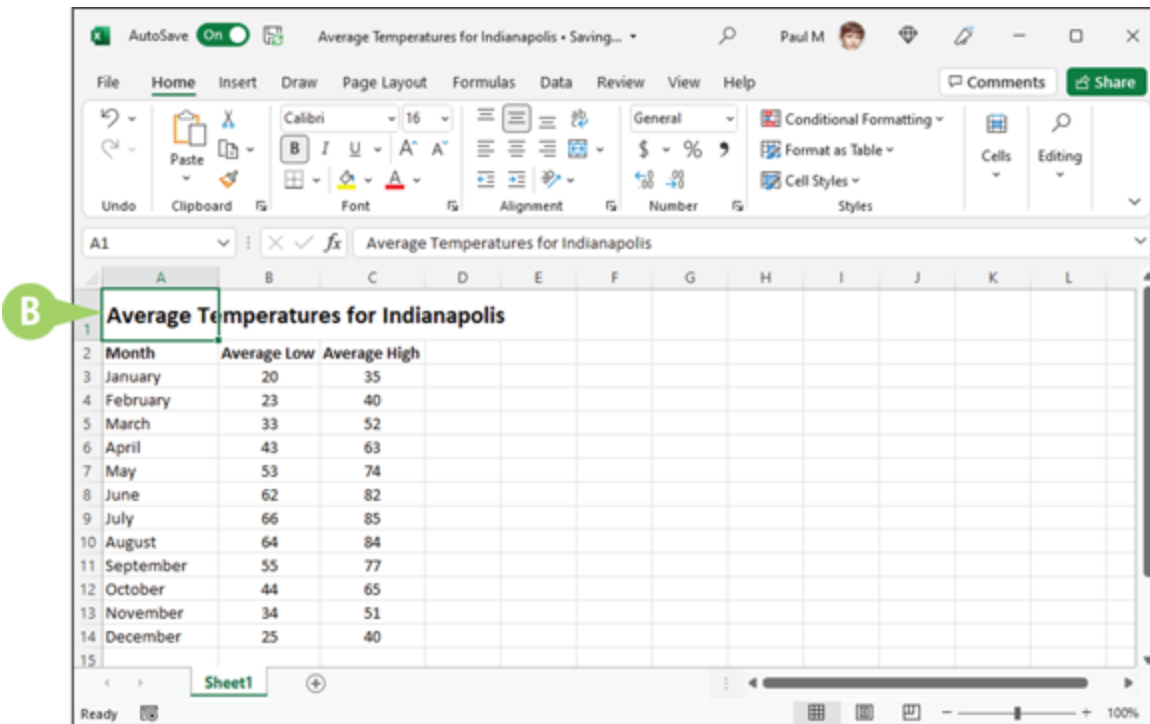 AutoSave On Average Temperatures for Indianapolis • Saving... Paul M
File Home Insert Draw Page Layout Formulas Data Review View Help Comments Share
Calibri 16 General Conditional Formatting
Paste B I U A A $ % 9 Format as Table Cells Editing
A Cell Styles
Undo Clipboard Font Alignment Number Styles
A1 fx Average Temperatures for Indianapolis
A B C D E F G H I J K L
B
1 Average Temperatures for Indianapolis
2 Month Average Low Average High
3 January 20 35
4 February 23 40
5 March 33 52
6 April 43 63
7 May 53 74
8 June 62 82
9 July 66 85
10 August 64 84
11 September 55 77
12 October 44 65
13 November 34 51
14 December 25 40
15
Sheet1
Ready 100%